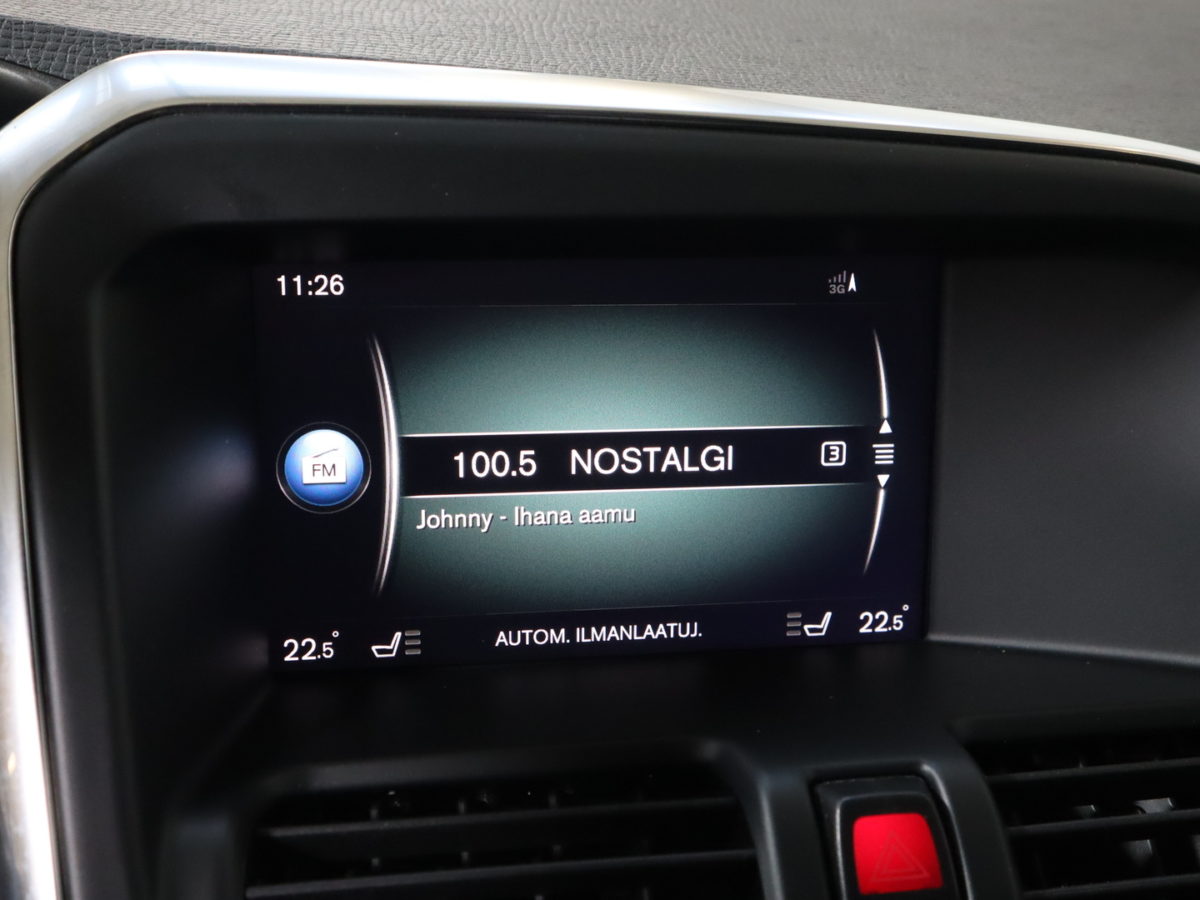 11:26
3G
FM
100.5 NOSTALGI 3
Johnny - Ihana aamu
22.5° AUTOM. ILMANLAATUJ. 22.5°